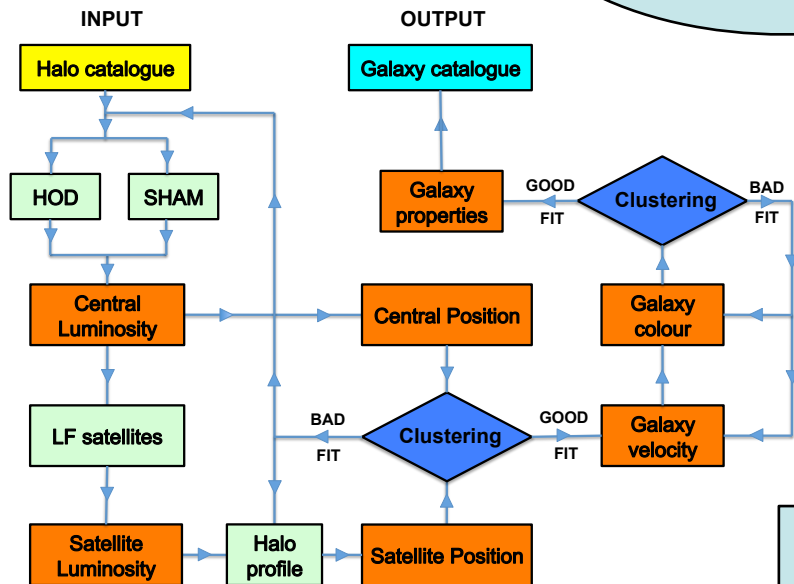 INPUT
OUTPUT
Halo catalogue
Galaxy catalogue
HOD
SHAM
Galaxy
properties
GOOD
FIT
Clustering
BAD
FIT
Central
Luminosity
Central Position
Galaxy
colour
LF satellites
BAD
FIT
Clustering
GOOD
FIT
Galaxy
velocity
Satellite
Luminosity
Halo
profile
Satellite Position